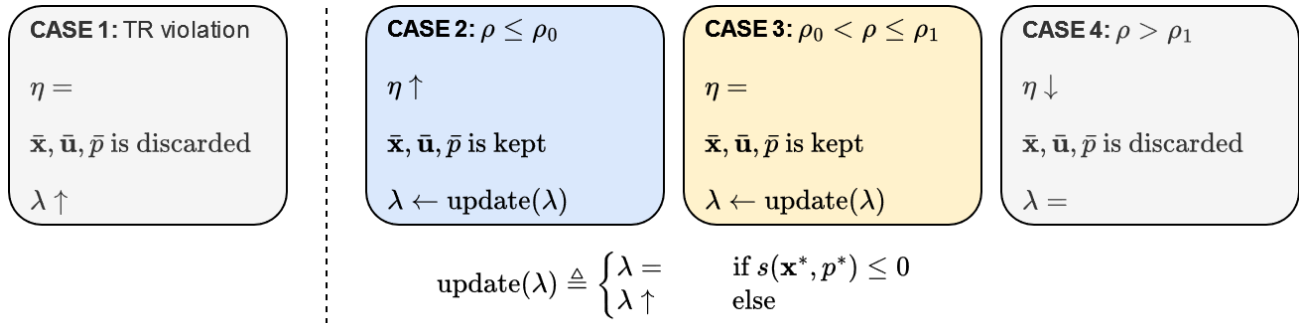 CASE 1: TR violation
η =
x̄, ū, p̄ is discarded
λ ↑
CASE 2: ρ ≤ ρ₀
η ↑
x̄, ū, p̄ is kept
λ ← update(λ)
CASE 3: ρ₀ < ρ ≤ ρ₁
η =
x̄, ū, p̄ is kept
λ ← update(λ)
CASE 4: ρ > ρ₁
η ↓
x̄, ū, p̄ is discarded
λ =
update(λ) ≜ { λ = if s(x*, p*) ≤ 0
λ ↑ else